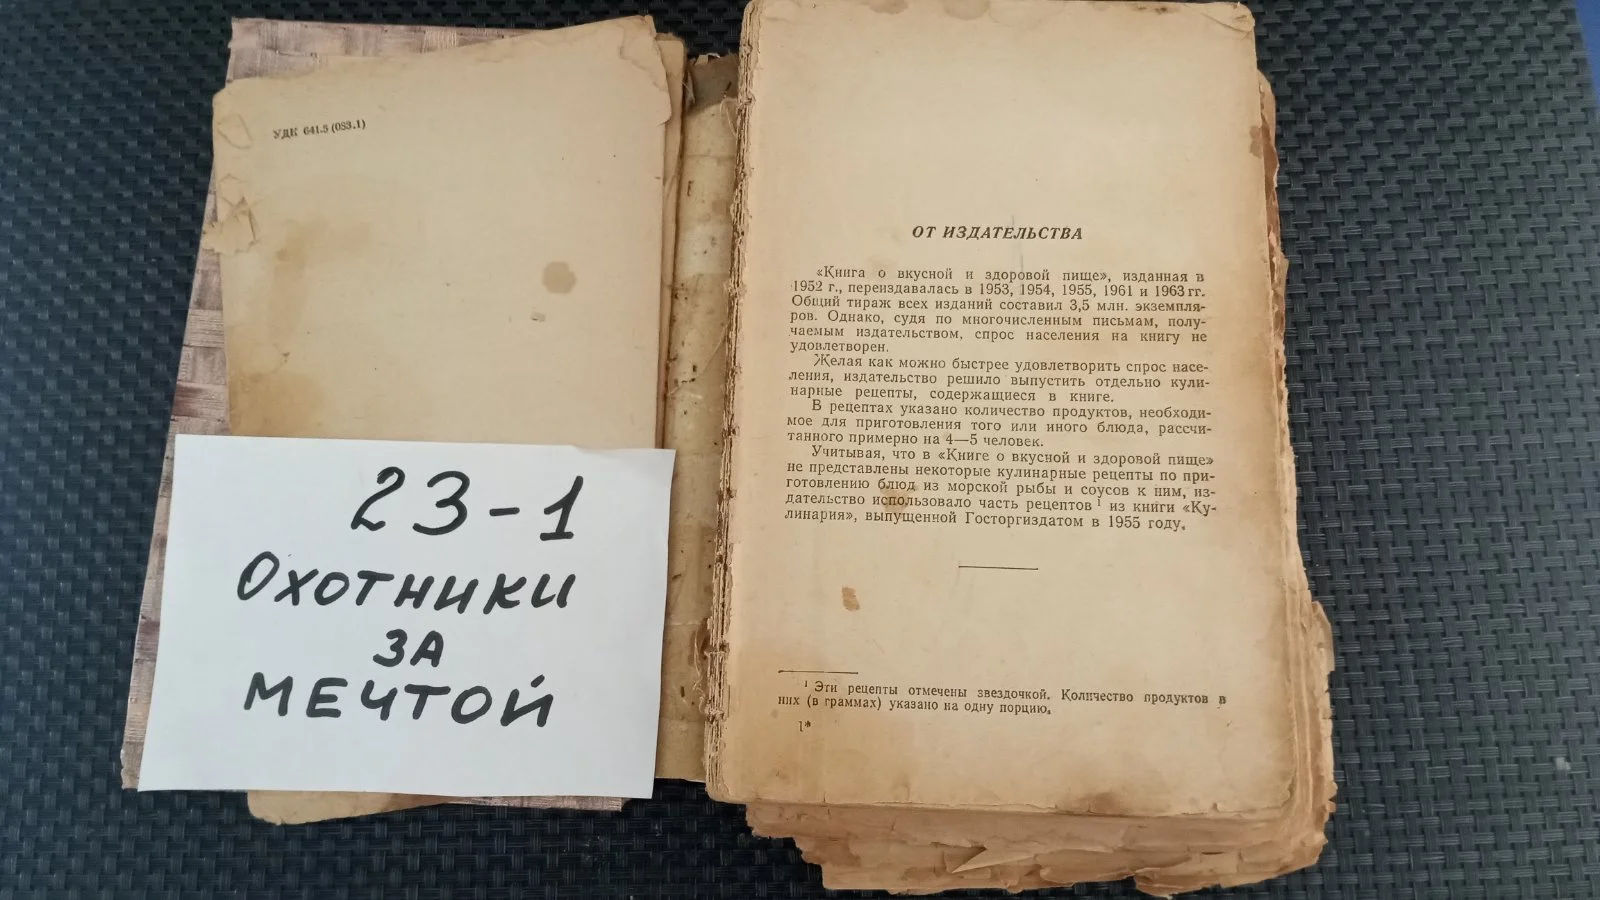 УДК 641.5 (083.1)
23-1
Охотники
за
мечтой
ОТ ИЗДАТЕЛЬСТВА
«Книга о вкусной и здоровой пище», изданная в
1952 г., переиздавалась в 1953, 1954, 1955, 1961 и 1963 гг.
Общий тираж всех изданий составил 3,5 млн. экземпля-
ров. Однако, судя по многочисленным письмам, полу-
чаемым издательством, спрос населения на книгу не
удовлетворен.
Желая как можно быстрее удовлетворить спрос насе-
ления, издательство решило выпустить отдельно кули-
нарные рецепты, содержащиеся в книге.
В рецептах указано количество продуктов, необходи-
мое для приготовления того или иного блюда, рассчи-
танного примерно на 4—5 человек.
Учитывая, что в «Книге о вкусной и здоровой пище»
не представлены некоторые кулинарные рецепты по при-
готовлению блюд из морской рыбы и соусов к ним, из-
дательство использовало часть рецептов ¹ из книги «Ку-
линария», выпущенной Госторгиздатом в 1955 году.
¹ Эти рецепты отмечены звездочкой. Количество продуктов в
них (в граммах) указано на одну порцию.
1*